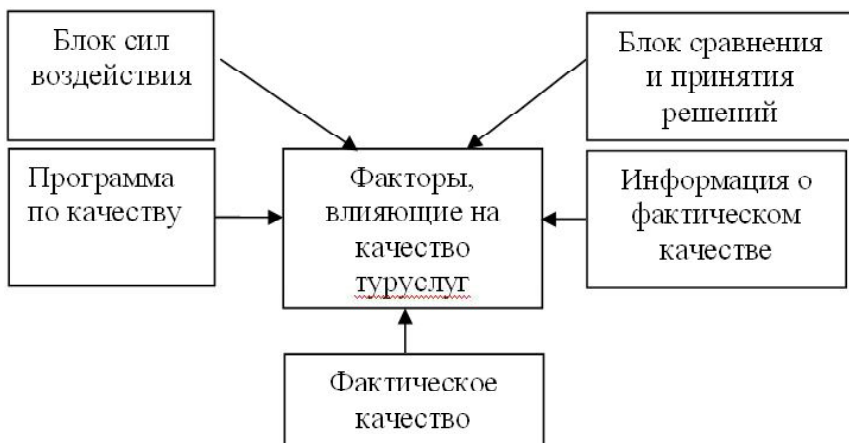 Блок сил
воздействия
Блок сравнения
и принятия
решений
Программа
по качеству
Факторы,
влияющие на
качество
туруслуг
Информация о
фактическом
качестве
Фактическое
качество